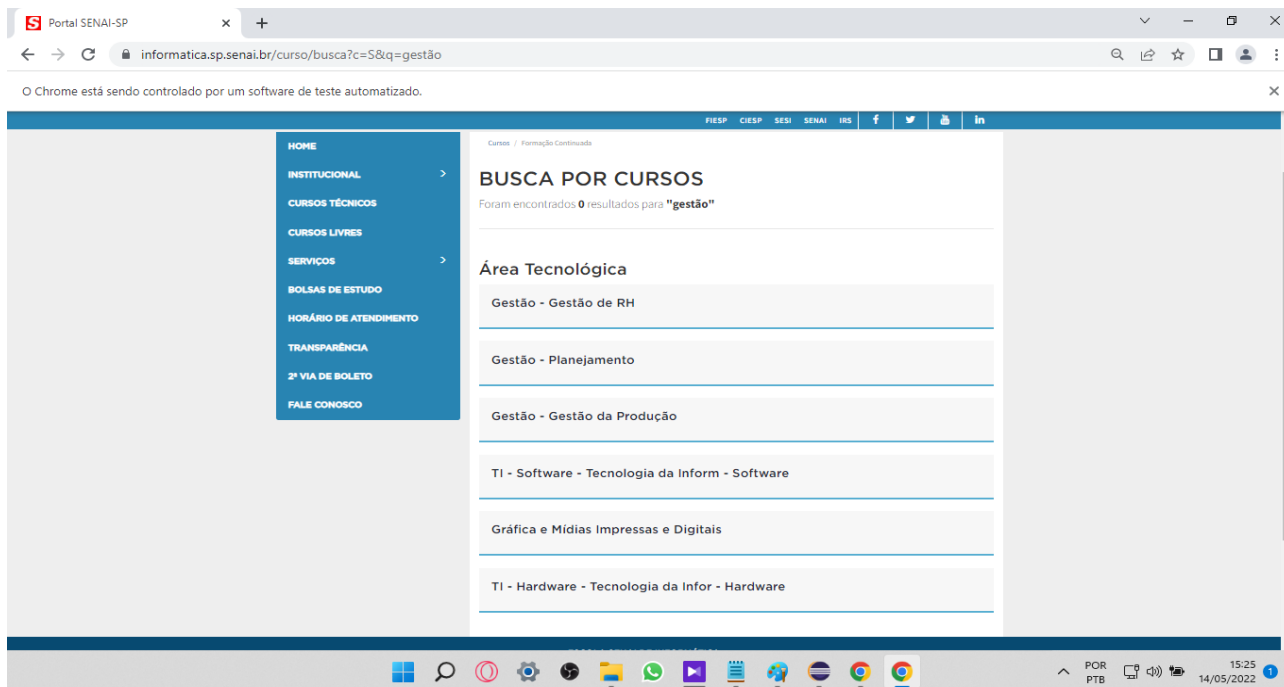 Portal SENAI-SP
informatica.sp.senai.br/curso/busca?c=S&q=gestão
O Chrome está sendo controlado por um software de teste automatizado.
FIESP CIESP SESI SENAI IRS
HOME
INSTITUCIONAL
CURSOS TÉCNICOS
CURSOS LIVRES
SERVIÇOS
BOLSAS DE ESTUDO
HORÁRIO DE ATENDIMENTO
TRANSPARÊNCIA
2ª VIA DE BOLETO
FALE CONOSCO
Cursos / Formação Continuada
BUSCA POR CURSOS
Foram encontrados 0 resultados para "gestão"
Área Tecnológica
Gestão - Gestão de RH
Gestão - Planejamento
Gestão - Gestão da Produção
TI - Software - Tecnologia da Inform - Software
Gráfica e Mídias Impressas e Digitais
TI - Hardware - Tecnologia da Infor - Hardware
POR
PTB
15:25
14/05/2022
1